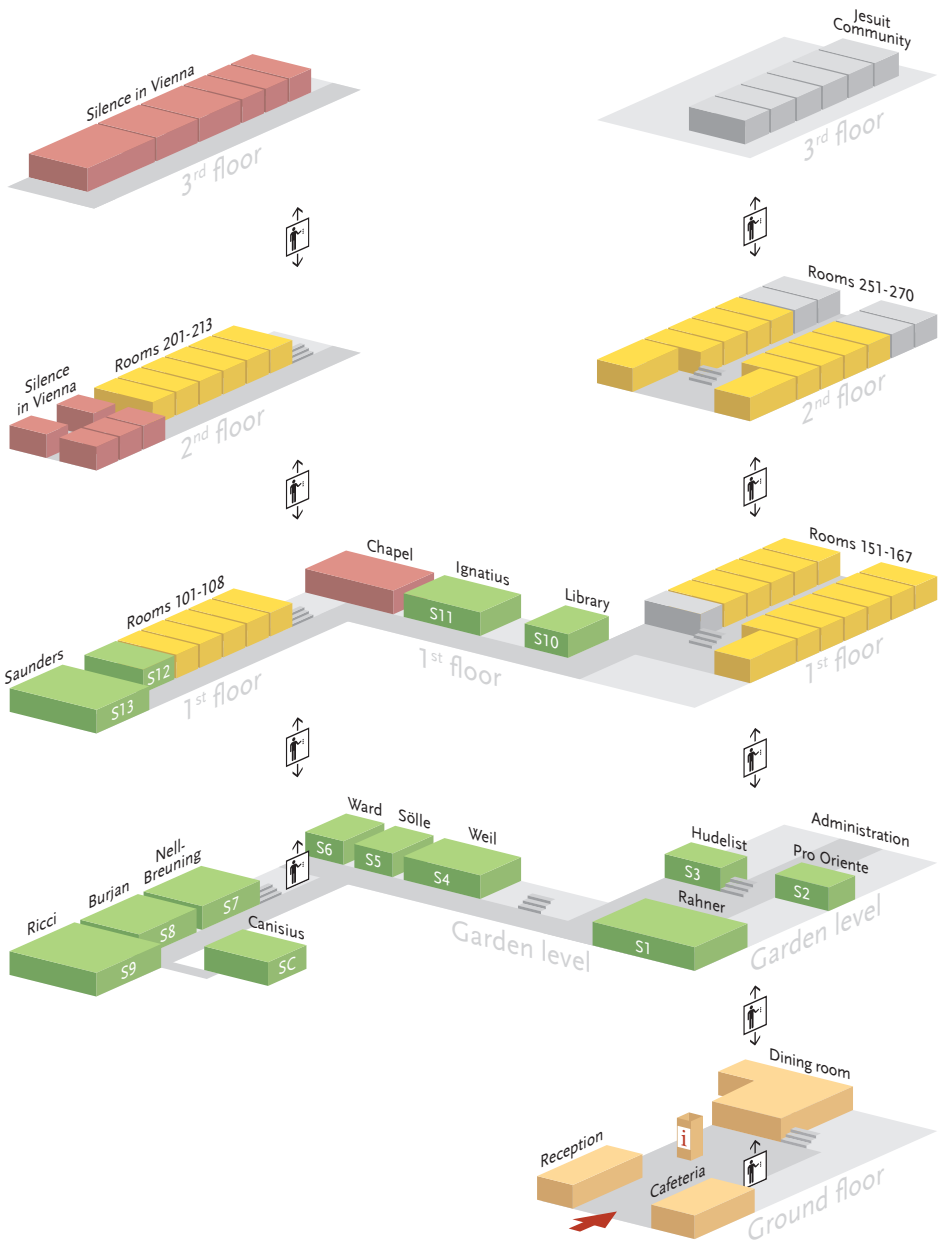 Jesuit
Community
Silence in Vienna
3rd floor
3rd floor
Rooms 251-270
Rooms 201-213
Silence
in Vienna
2nd floor
2nd floor
Rooms 151-167
Chapel
Ignatius
Library
Rooms 101-108
S11
S10
Saunders
S12
S13
1st floor
1st floor
1st floor
Ward
Sölle
Weil
Administration
Hudelist
Pro Oriente
Nell-
Breuning
Burjan
Ricci
S6
S5
S4
S3
S2
Rahner
S7
S8
S9
Canisius
SC
S1
Garden level
Garden level
Dining room
i
Reception
Cafeteria
Ground floor